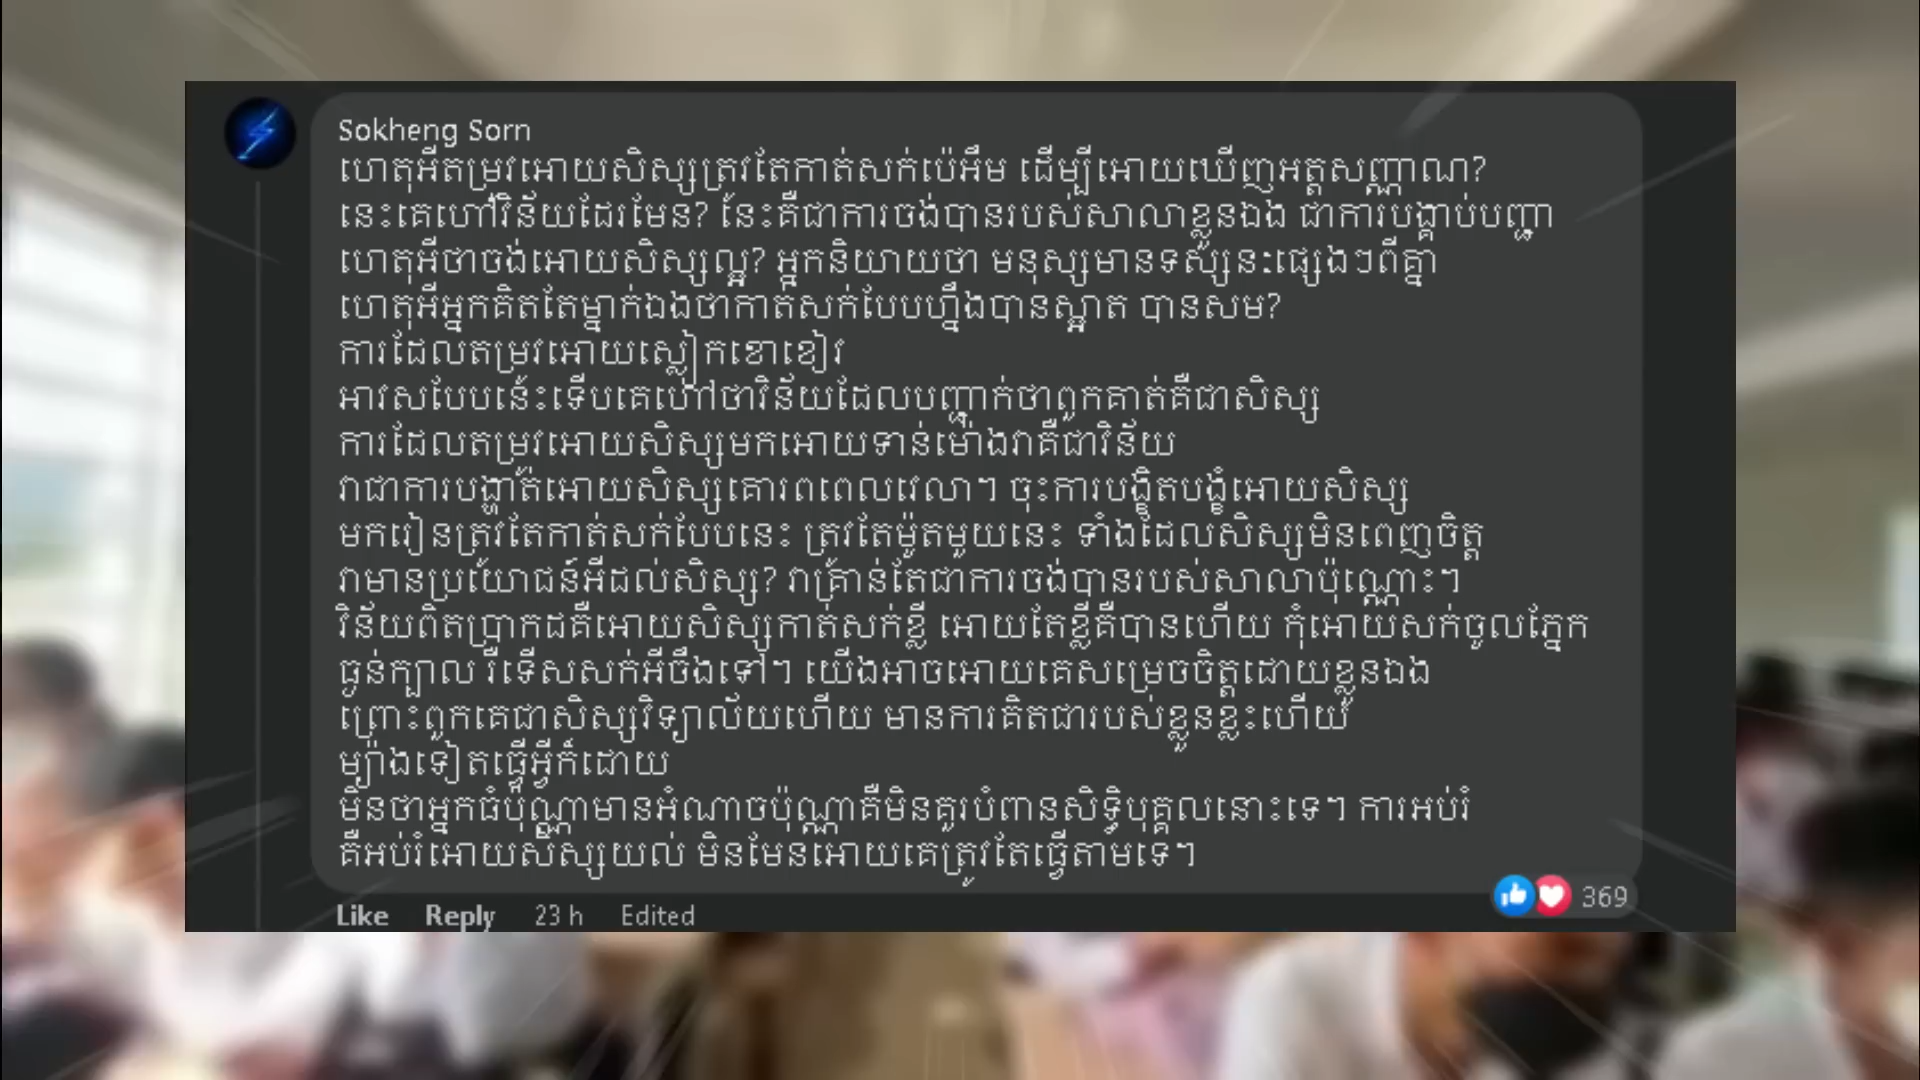 Sokheng Sorn
ហេតុអីតម្រូវអោយសិស្សត្រូវតែកាត់សក់ប៉េអឹម ដើម្បីអោយឃើញអត្តសញ្ញាណ?
នេះគេហៅវិន័យដែរមែន? នែះគឺជាការចង់បានរបស់សាលាខ្លួនឯង ជាការបង្គាប់បញ្ជា
ហេតុអីថាចង់អោយសិស្សល្អ? អ្នកនិយាយថា មនុស្សមានទស្សនៈផ្សេងៗពីគ្នា
ហេតុអីអ្នកគិតតែម្នាក់ឯងថាកាត់សក់បែបហ្នឹងបានស្អាត បានសម?
ការដែលតម្រូវអោយស្លៀកខោខៀវ
អាវសបែបនេ៎ះទើបគេហៅថាវិន័យដែលបញ្ជាក់ថាពួកគាត់គឺជាសិស្ស
ការដែលតម្រូវអោយសិស្សមកអោយទាន់ម៉ោងវាគឺជាវិន័យ
វាជាការបង្ហាត់អោយសិស្សគោរពពេលវេលា។ ចុះការបង្ខិតបង្ខំអោយសិស្ស
មករៀនត្រូវតែកាត់សក់បែបនេះ ត្រូវតែម៉ូតមួយនេះ ទាំងដែលសិស្សមិនពេញចិត្ត
វាមានប្រយោជន៍អីដល់សិស្ស? វាគ្រាន់តែជាការចង់បានរបស់សាលាប៉ុណ្ណោះ។
វិន័យពិតប្រាកដគឺអោយសិស្សកាត់សក់ខ្លី អោយតែខ្លីគឺបានហើយ កុំអោយសក់ចូលភ្នែក
ធ្ងន់ក្បាល រឺទើសសក់អីចឹងទៅ។ យើងអាចអោយគេសម្រេចចិត្តដោយខ្លួនឯង
ព្រោះពួកគេជាសិស្សវិទ្យាល័យហើយ មានការគិតជារបស់ខ្លួនខ្លះហើយ
ម្យ៉ាងទៀតធ្វើអ្វីក៏ដោយ
មិនថាអ្នកធំប៉ុណ្ណាមានអំណាចប៉ុណ្ណាគឺមិនគួរបំពានសិទ្ធិបុគ្គលនោះទេ។ ការអប់រំ
គឺអប់រំអោយសិស្សយល់ មិនមែនអោយគេត្រូវតែធ្វើតាមទេ។
369
Like Reply 23 h Edited